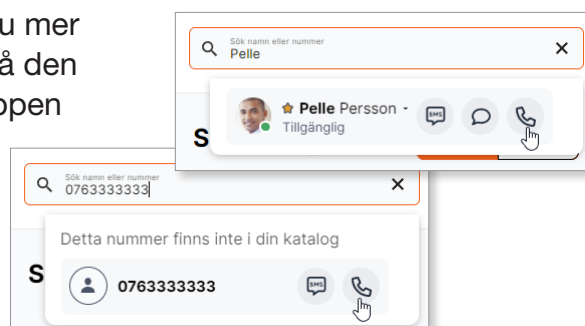 u mer
å den
ppen
Sök namn eller nummer
Pelle
Pelle Persson -
SMS
Tillgänglig
S
Sök namn eller nummer
0763333333
Detta nummer finns inte i din katalog
S
0763333333
SMS